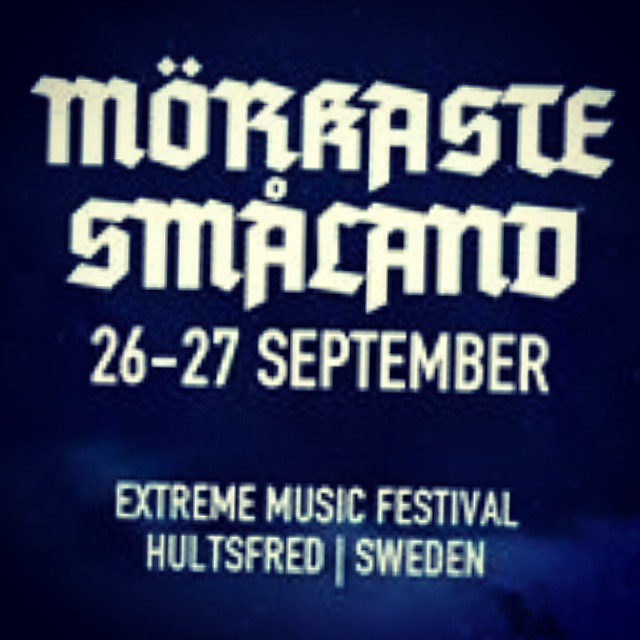 MÖRKASTE
SMÅLAND
26-27 SEPTEMBER
EXTREME MUSIC FESTIVAL
HULTSFRED | SWEDEN